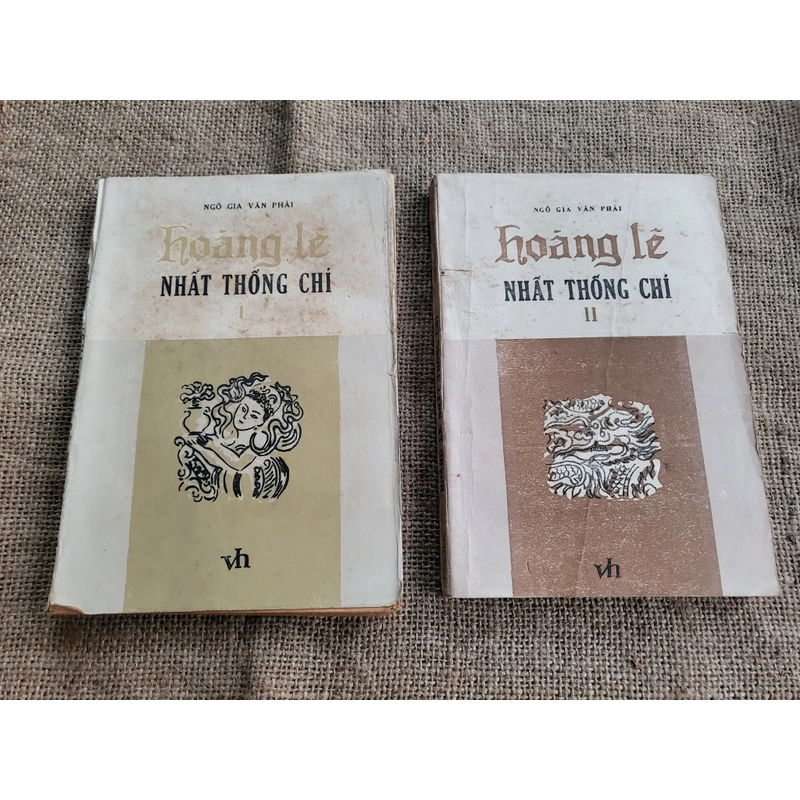 NGÔ GIA VĂN PHÁI
hoàng lê
NHẤT THỐNG CHÍ
I
vh
NGÔ GIA VĂN PHÁI
hoàng lê
NHẤT THỐNG CHÍ
II
vh